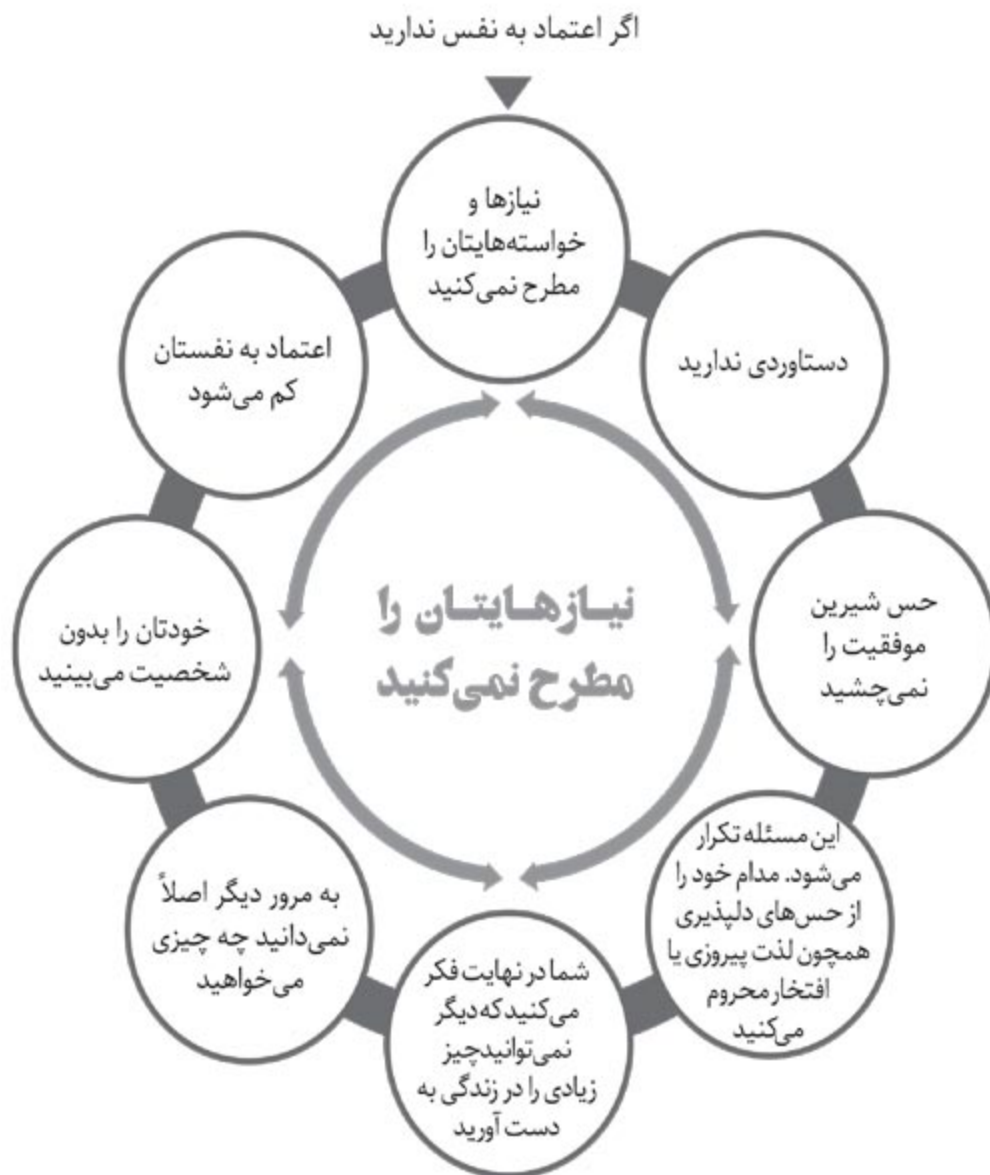 اگر اعتماد به نفس ندارید
نیازها و
خواسته‌هایتان را
مطرح نمی‌کنید
دستاوردی ندارید
حس شیرین
موفقیت را
نمی‌چشید
این مسئله تکرار
می‌شود. مدام خود را
از حس‌های دلپذیری
همچون لذت پیروزی یا
افتخار محروم
می‌کنید
شما در نهایت فکر
می‌کنید که دیگر
نمی‌توانید چیز
زیادی را در زندگی به
دست آورید
به مرور دیگر اصلاً
نمی‌دانید چه چیزی
می‌خواهید
خودتان را بدون
شخصیت می‌بینید
اعتماد به نفستان
کم می‌شود
نیازهایتان را
مطرح نمی‌کنید